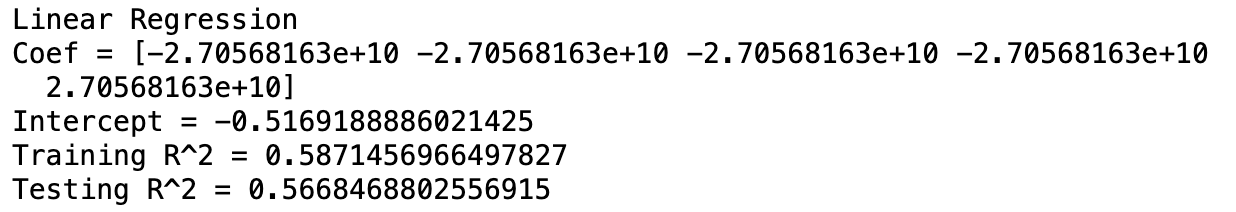 Linear Regression
Coef = [-2.70568163e+10 -2.70568163e+10 -2.70568163e+10 -2.70568163e+10
  2.70568163e+10]
Intercept = -0.5169188886021425
Training R^2 = 0.5871456966497827
Testing R^2 = 0.5668468802556915